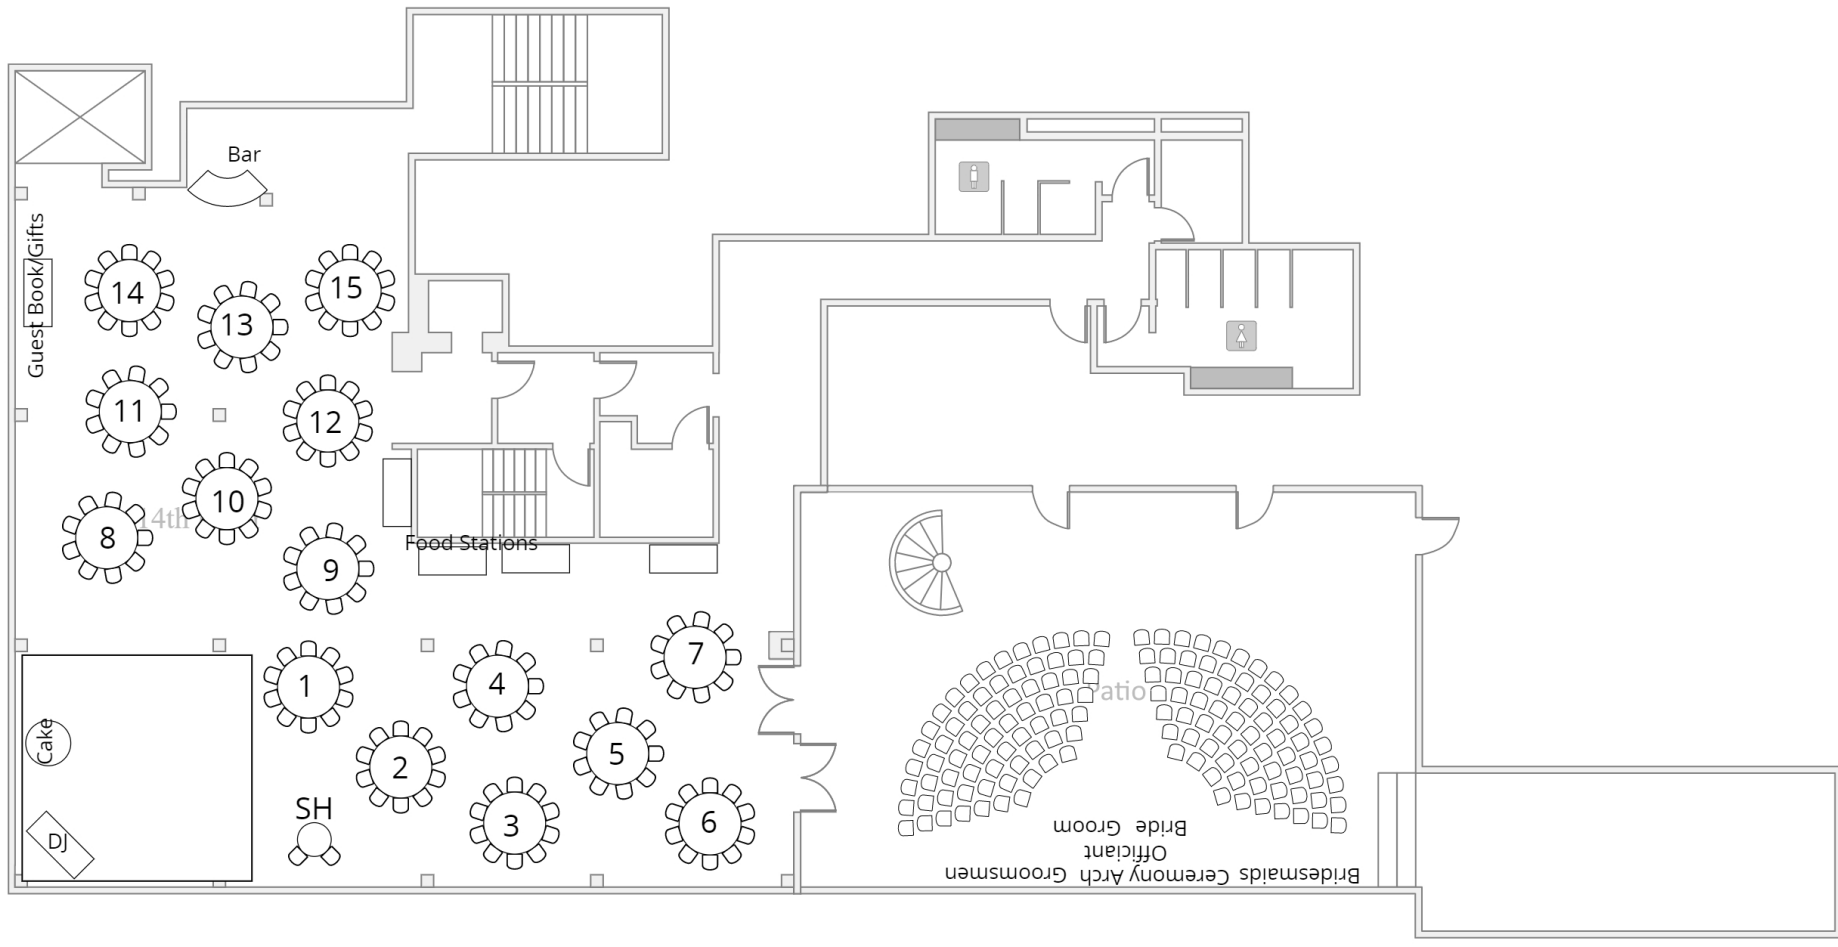 Bar
Guest Book/Gifts
14
13
15
11
12
10
14th
8
9
Food Stations
1
4
7
2
5
3
6
Cake
SH
DJ
Patio
Bride Groom
Officiant
Bridesmaids Ceremony Arch Groomsmen